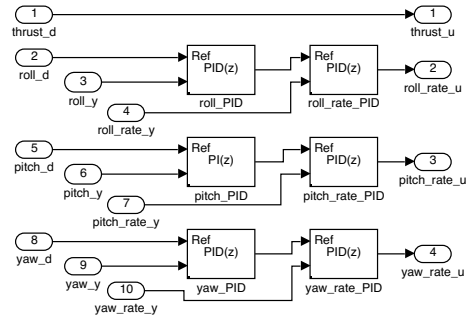 1 1
thrust_d thrust_u
2 Ref Ref
PID(z) PID(z) 2
roll_d
3
roll_rate_u
roll_y roll_PID roll_rate_PID
4
roll_rate_y
5 Ref Ref
PI(z) PID(z) 3
pitch_d
6
pitch_rate_u
pitch_y pitch_PID pitch_rate_PID
7
pitch_rate_y
8 Ref Ref
PID(z) PID(z) 4
yaw_d
9
yaw_rate_u
yaw_y yaw_PID yaw_rate_PID
10
yaw_rate_y